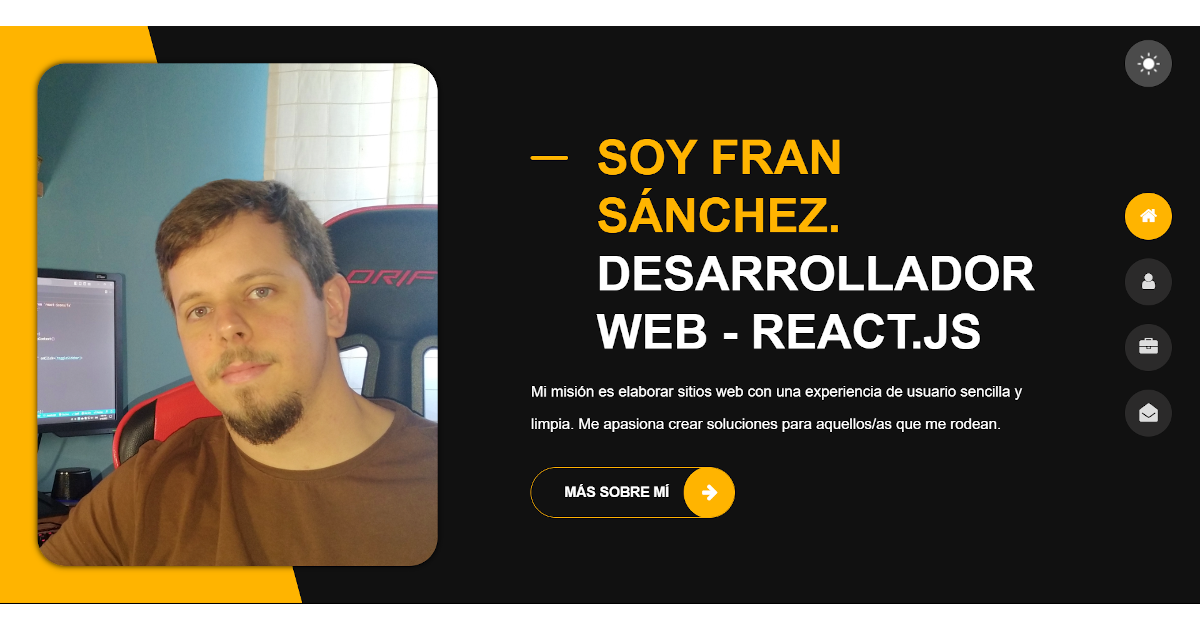 SOY FRAN
SÁNCHEZ.
DESARROLLADOR
WEB - REACT.JS
Mi misión es elaborar sitios web con una experiencia de usuario sencilla y
limpia. Me apasiona crear soluciones para aquellos/as que me rodean.
MÁS SOBRE MÍ